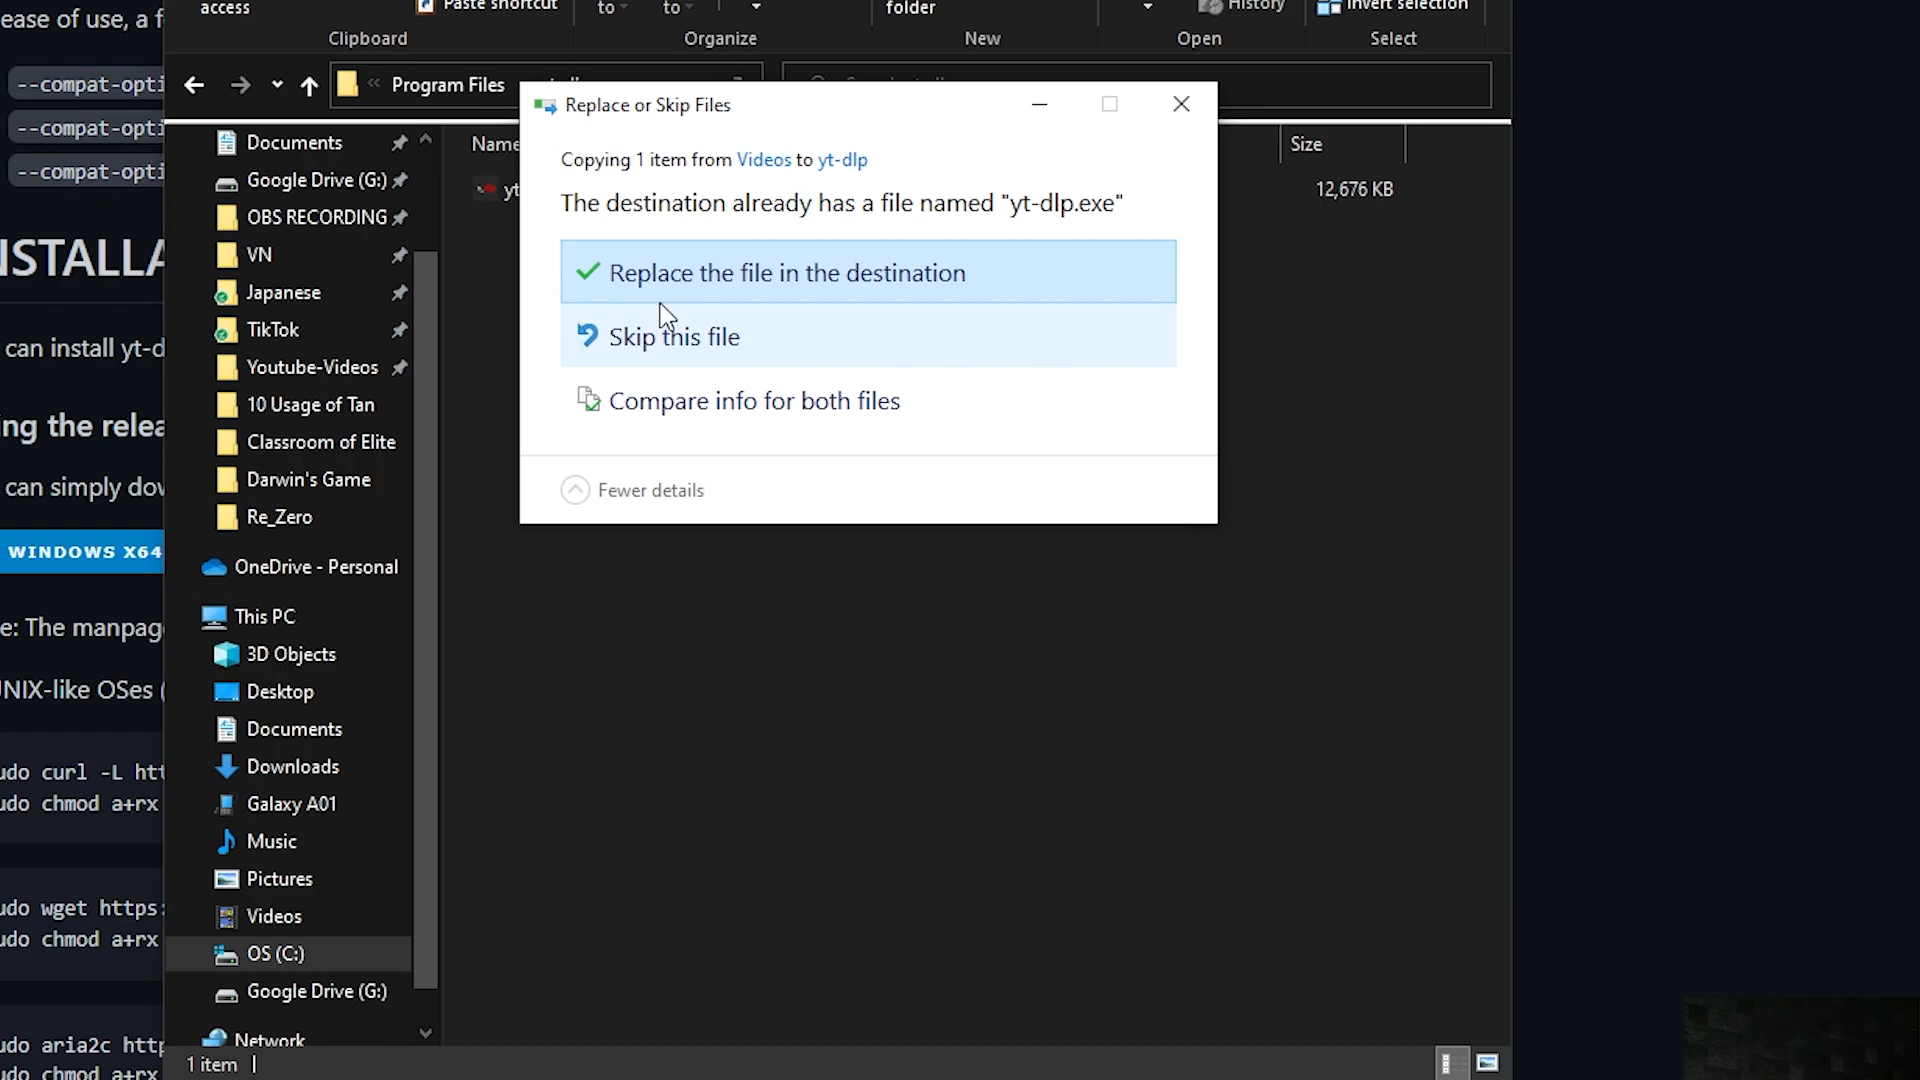 ease of use, a f
--compat-opti
--compat-opti
--compat-opti
NSTALLA
can install yt-d
ing the relea
can simply dov
WINDOWS X64
e: The manpag
NIX-like OSes (
udo curl -L htt
udo chmod a+rx
udo wget https:
udo chmod a+rx
udo aria2c http
udo chmod a+rx
access
Paste shortcut
to
to
folder
History
Invert selection
Clipboard
Organize
New
Open
Select
« Program Files
Documents
Google Drive (G:)
OBS RECORDING
VN
Japanese
TikTok
Youtube-Videos
10 Usage of Tan
Classroom of Elite
Darwin's Game
Re_Zero
OneDrive - Personal
This PC
3D Objects
Desktop
Documents
Downloads
Galaxy A01
Music
Pictures
Videos
OS (C:)
Google Drive (G:)
Network
1 item
Name
Size
yt
12,676 KB
Replace or Skip Files
Copying 1 item from Videos to yt-dlp
The destination already has a file named "yt-dlp.exe"
Replace the file in the destination
Skip this file
Compare info for both files
Fewer details